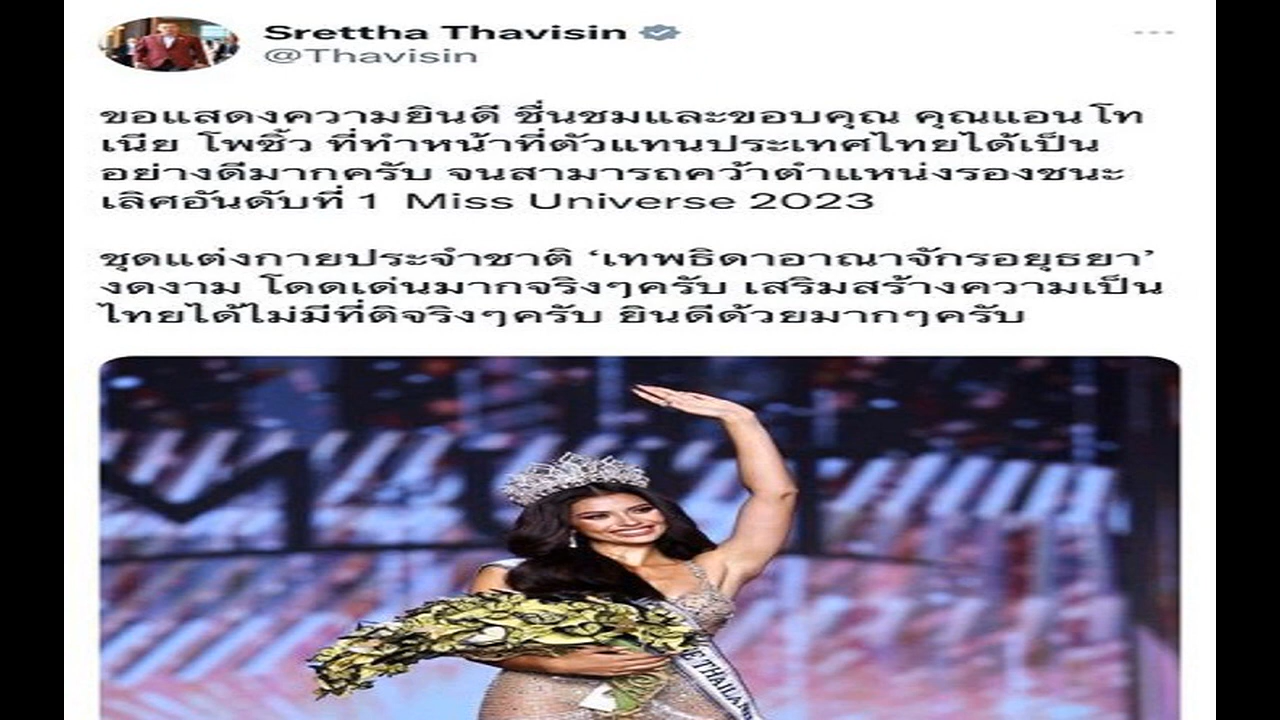 Srettha Thavisin
@Thavisin
ขอแสดงความยินดี ชื่นชมและขอบคุณ คุณแอนโท
เนีย โพซิ้ว ที่ทำหน้าที่ตัวแทนประเทศไทยได้เป็น
อย่างดีมากครับ จนสามารถคว้าตำแหน่งรองชนะ
เลิศอันดับที่ 1 Miss Universe 2023
ชุดแต่งกายประจำชาติ ‘เทพธิดาอาณาจักรอยุธยา’
งดงาม โดดเด่นมากจริงๆครับ เสริมสร้างความเป็น
ไทยได้ไม่มีที่ติจริงๆครับ ยินดีด้วยมากๆครับ
E THAILAND